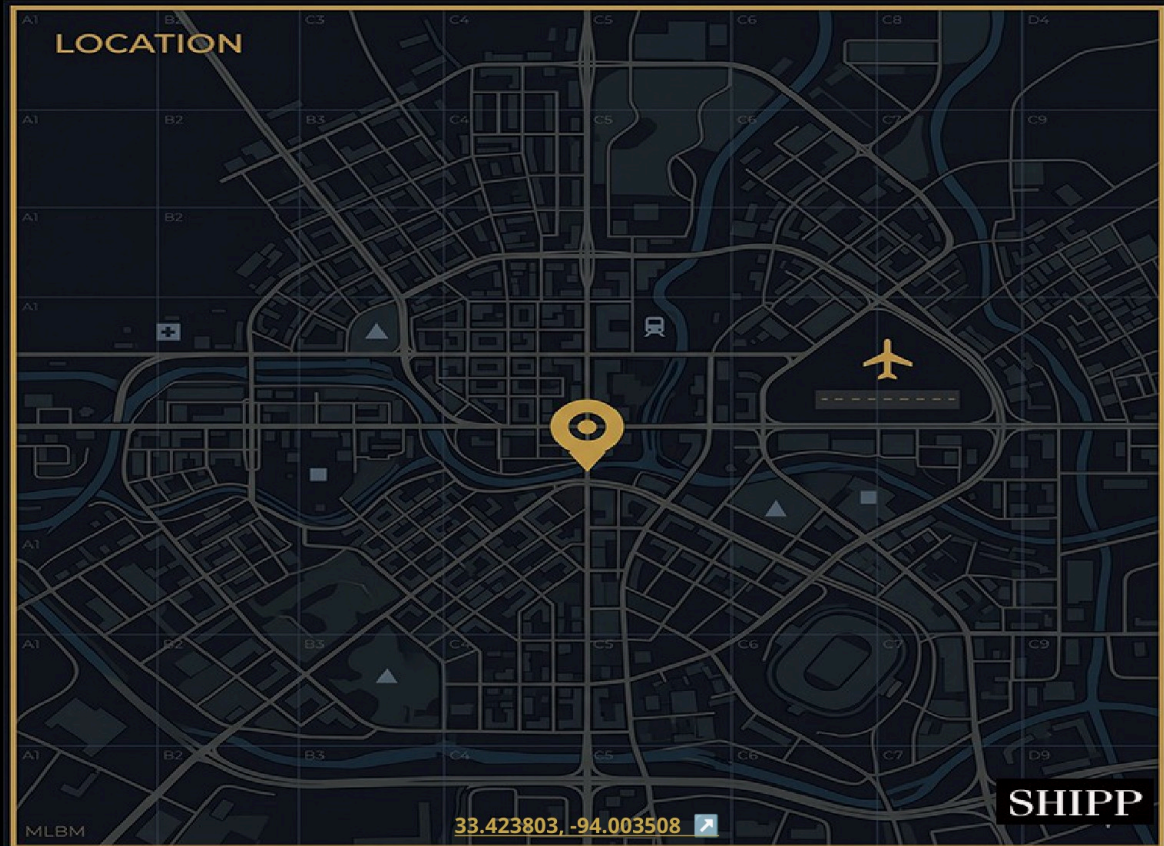 A1 B2 C3 C4 C5 C6 C8 D4
LOCATION
A1 B2 B3 C4 C5 C6 C7 C9
A1 B2
A1
A1
A1 B2 B3 C4 C5 C6 C7 C9
A1 B2 B3 C4 C5 C6 C7 D9
SHIPP
33.423803, -94.003508
MLBM